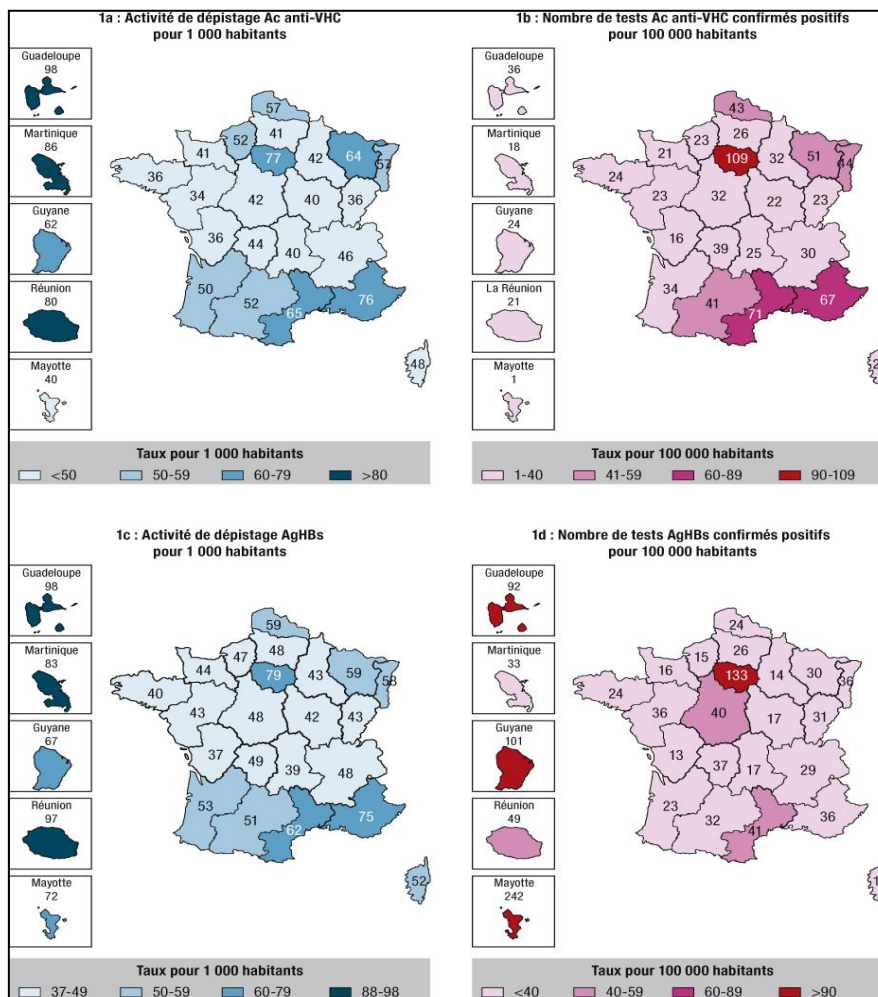 1a : Activité de dépistage Ac anti-VHC
pour 1 000 habitants
Guadeloupe
98
Martinique
86
Guyane
62
Réunion
80
Mayotte
40
57
52
41
41
77
42
64
57
36
34
42
40
36
36
44
40
46
50
52
65
76
48
Taux pour 1 000 habitants
<50 50-59 60-79 >80
1b : Nombre de tests Ac anti-VHC confirmés positifs
pour 100 000 habitants
Guadeloupe
36
Martinique
18
Guyane
24
La Réunion
21
Mayotte
1
43
23
26
21
109
32
51
44
24
23
32
22
23
16
39
25
30
34
41
71
67
Taux pour 100 000 habitants
1-40 41-59 60-89 90-109
1c : Activité de dépistage AgHBs
pour 1 000 habitants
Guadeloupe
98
Martinique
83
Guyane
67
Réunion
97
Mayotte
72
59
47
48
44
79
43
59
58
40
43
48
42
43
37
49
39
48
53
51
62
75
52
Taux pour 1 000 habitants
37-49 50-59 60-79 88-98
1d : Nombre de tests AgHBs confirmés positifs
pour 100 000 habitants
Guadeloupe
92
Martinique
33
Guyane
101
Réunion
49
Mayotte
242
24
15
26
16
133
14
30
36
24
36
40
17
31
13
37
17
29
23
32
41
36
Taux pour 100 000 habitants
<40 40-59 60-89 >90